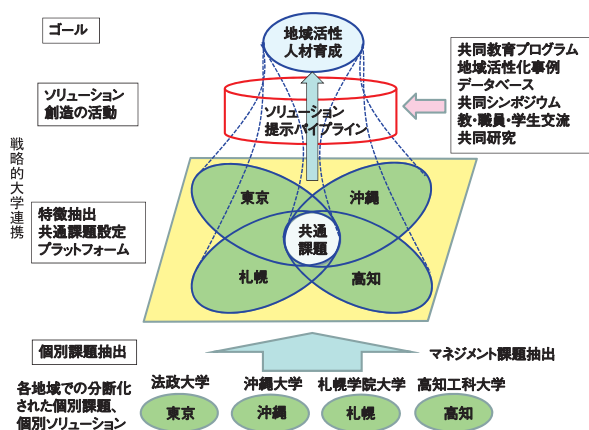 ゴール
地域活性
人材育成
共同教育プログラム
地域活性化事例
データベース
共同シンポジウム
教・職員・学生交流
共同研究
ソリューション
創造の活動
ソリューション
提示パイプライン
戦略的大学連携
特徴抽出
共通課題設定
プラットフォーム
東京
沖縄
共通
課題
札幌
高知
個別課題抽出
マネジメント課題抽出
各地域での分断化
された個別課題、
個別ソリューション
法政大学
沖縄大学
札幌学院大学
高知工科大学
東京
沖縄
札幌
高知